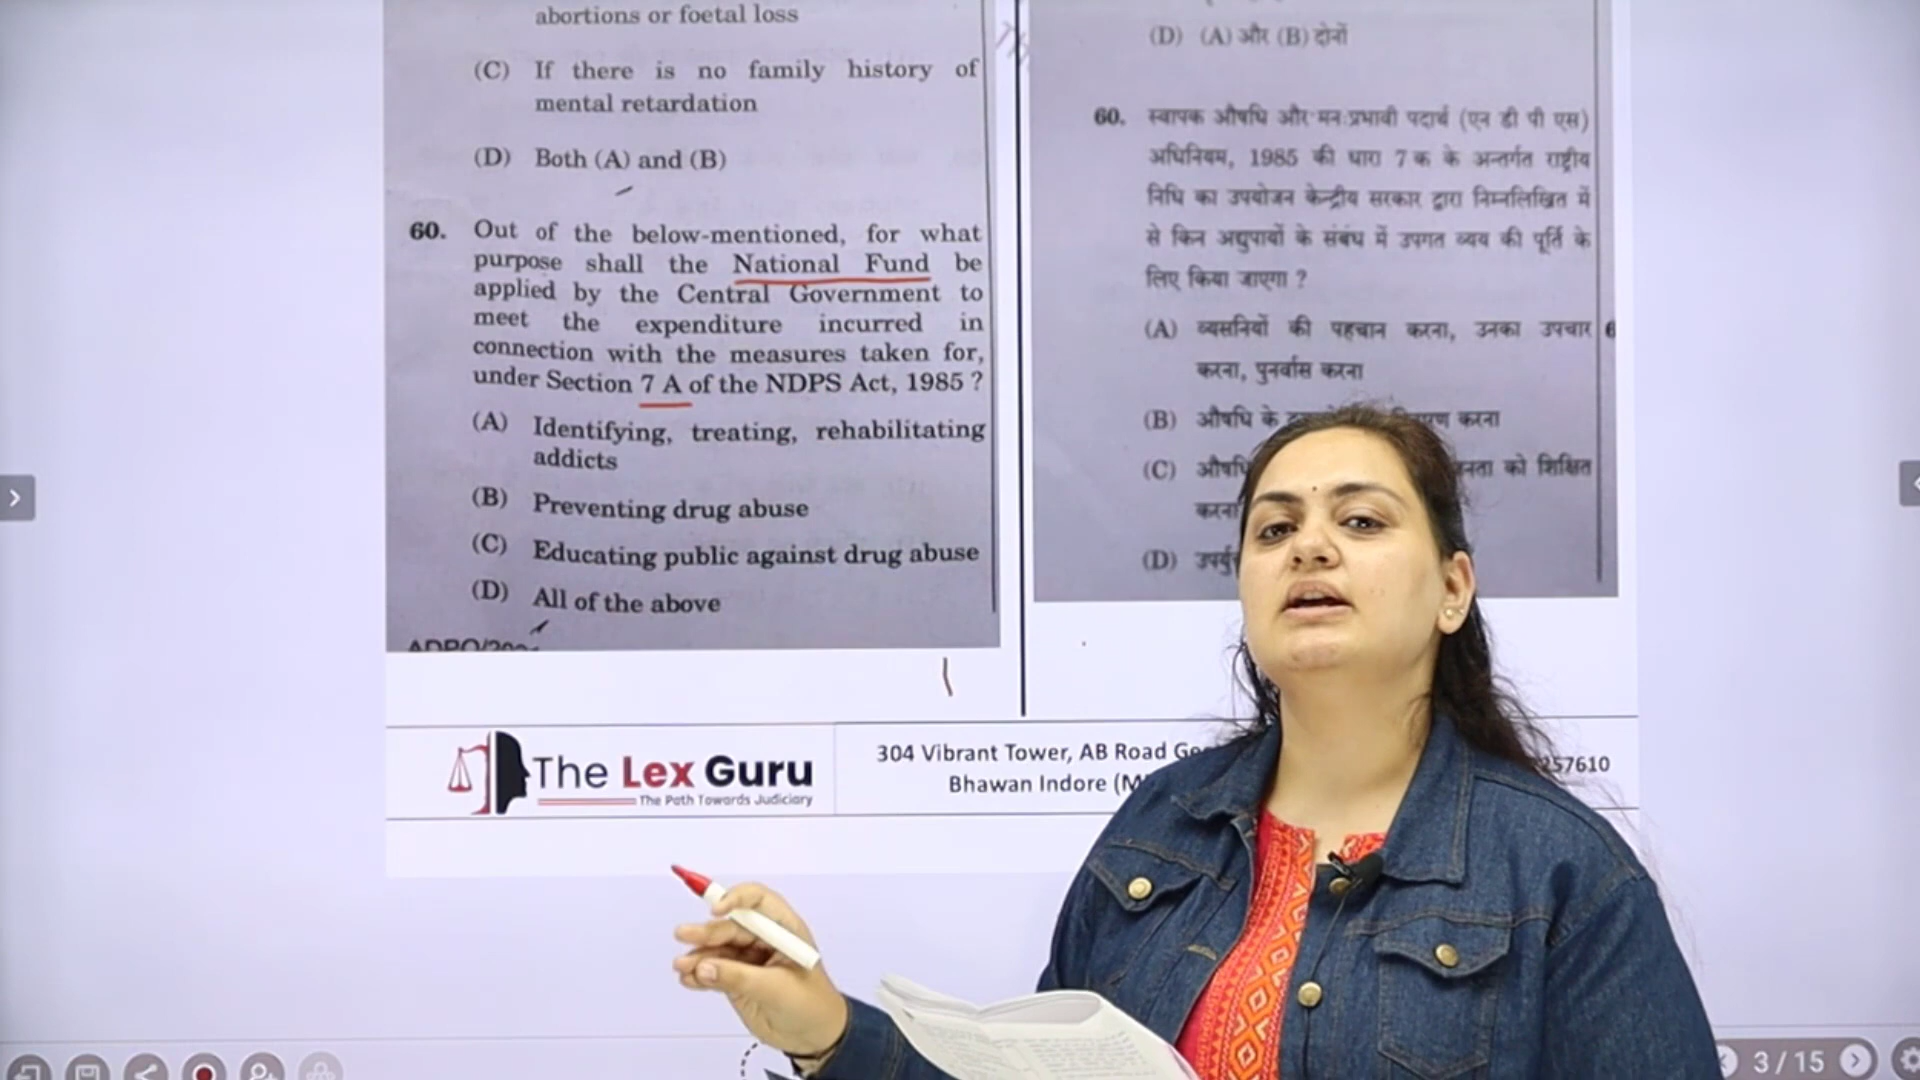 abortions or foetal loss
(C) If there is no family history of
mental retardation
(D) Both (A) and (B)
60. Out of the below-mentioned, for what
purpose shall the National Fund be
applied by the Central Government to
meet the expenditure incurred in
connection with the measures taken for,
under Section 7 A of the NDPS Act, 1985 ?
(A) Identifying, treating, rehabilitating
addicts
(B) Preventing drug abuse
(C) Educating public against drug abuse
(D) All of the above
(D) (A) और (B) दोनों
60. स्वापक औषधि और मनःप्रभावी पदार्थ (एन डी पी एस)
अधिनियम, 1985 की धारा 7 क के अन्तर्गत राष्ट्रीय
निधि का उपयोजन केन्द्रीय सरकार द्वारा निम्नलिखित में
से किन अध्युपायों के संबंध में उपगत व्यय की पूर्ति के
लिए किया जाएगा ?
(A) व्यसनियों की पहचान करना, उनका उपचार 6
करना, पुनर्वास करना
(B) औषधि के करना
(C) जनता को शिक्षित
करना
(D)
The Lex Guru
The Path Towards Judiciary
304 Vibrant Tower, AB Road
Bhawan Indore
257610
3 / 15